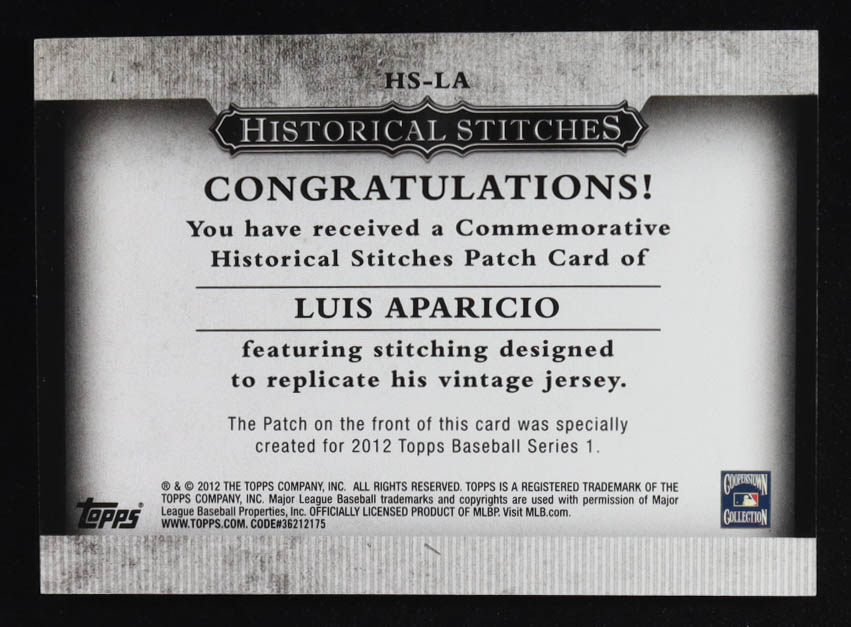 HS-LA
HISTORICAL STITCHES
CONGRATULATIONS!
You have received a Commemorative
Historical Stitches Patch Card of
LUIS APARICIO
featuring stitching designed
to replicate his vintage jersey.
The Patch on the front of this card was specially
created for 2012 Topps Baseball Series 1.
® & © 2012 THE TOPPS COMPANY, INC. ALL RIGHTS RESERVED. TOPPS IS A REGISTERED TRADEMARK OF THE
TOPPS COMPANY, INC. Major League Baseball trademarks and copyrights are used with permission of Major
League Baseball Properties, Inc. OFFICIALLY LICENSED PRODUCT OF MLBP. Visit MLB.com.
WWW.TOPPS.COM. CODE#36212175
Topps®
COOPERSTOWN
COLLECTION